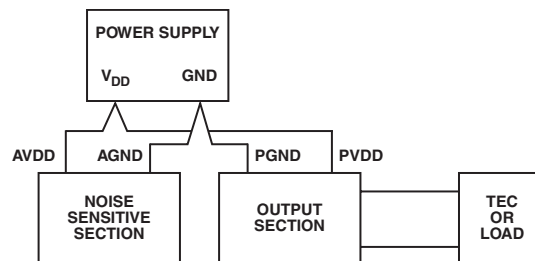 POWER SUPPLY
VDD GND
AVDD AGND PGND PVDD
NOISE
SENSITIVE
SECTION
OUTPUT
SECTION
TEC
OR
LOAD